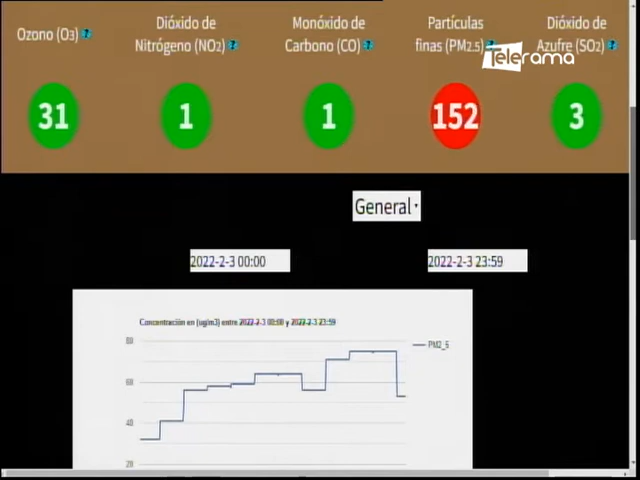 Ozono (O3) ?
Dióxido de
Nitrógeno (NO2) ?
Monóxido de
Carbono (CO) ?
Partículas
finas (PM2.5) ?
Dióxido de
Azufre (SO2) ?
Telerama
31
1
1
152
3
General
2022-2-3 00:00
2022-2-3 23:59
Concentración en (ug/m3) entre 2022-2-3 00:00 y 2022-2-3 23:59
80
PM2_5
60
40
20